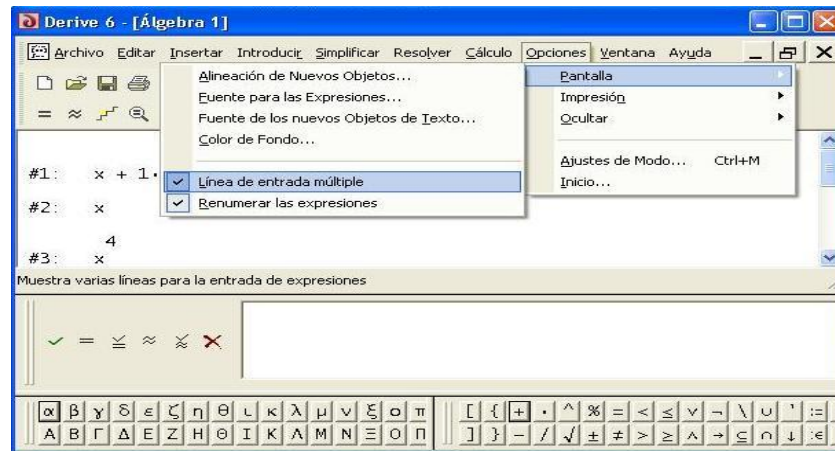 Derive 6 - [Álgebra 1]
Archivo Editar Insertar Introducir Simplificar Resolver Cálculo Opciones Ventana Ayuda
Alineación de Nuevos Objetos...
Fuente para las Expresiones...
Fuente de los nuevos Objetos de Texto...
Color de Fondo...
Línea de entrada múltiple
Renumerar las expresiones
Pantalla
Impresión
Ocultar
Ajustes de Modo... Ctrl+M
Inicio...
= ≈
#1: x + 1·
#2: x
#3: x^4
Muestra varias líneas para la entrada de expresiones
= ≚ ≈
α β γ δ ε ζ η θ ι κ λ μ ν ξ ο π
Α Β Γ Δ Ε Ζ Η Θ Ι Κ Λ Μ Ν Ξ Ο Π
[ { + · ^ % = < ≤ ∨ ¬ \ ∪ ' :=
] } - / √ ± ≠ > ≥ ∧ → ⊆ ∩ ↓ :∈